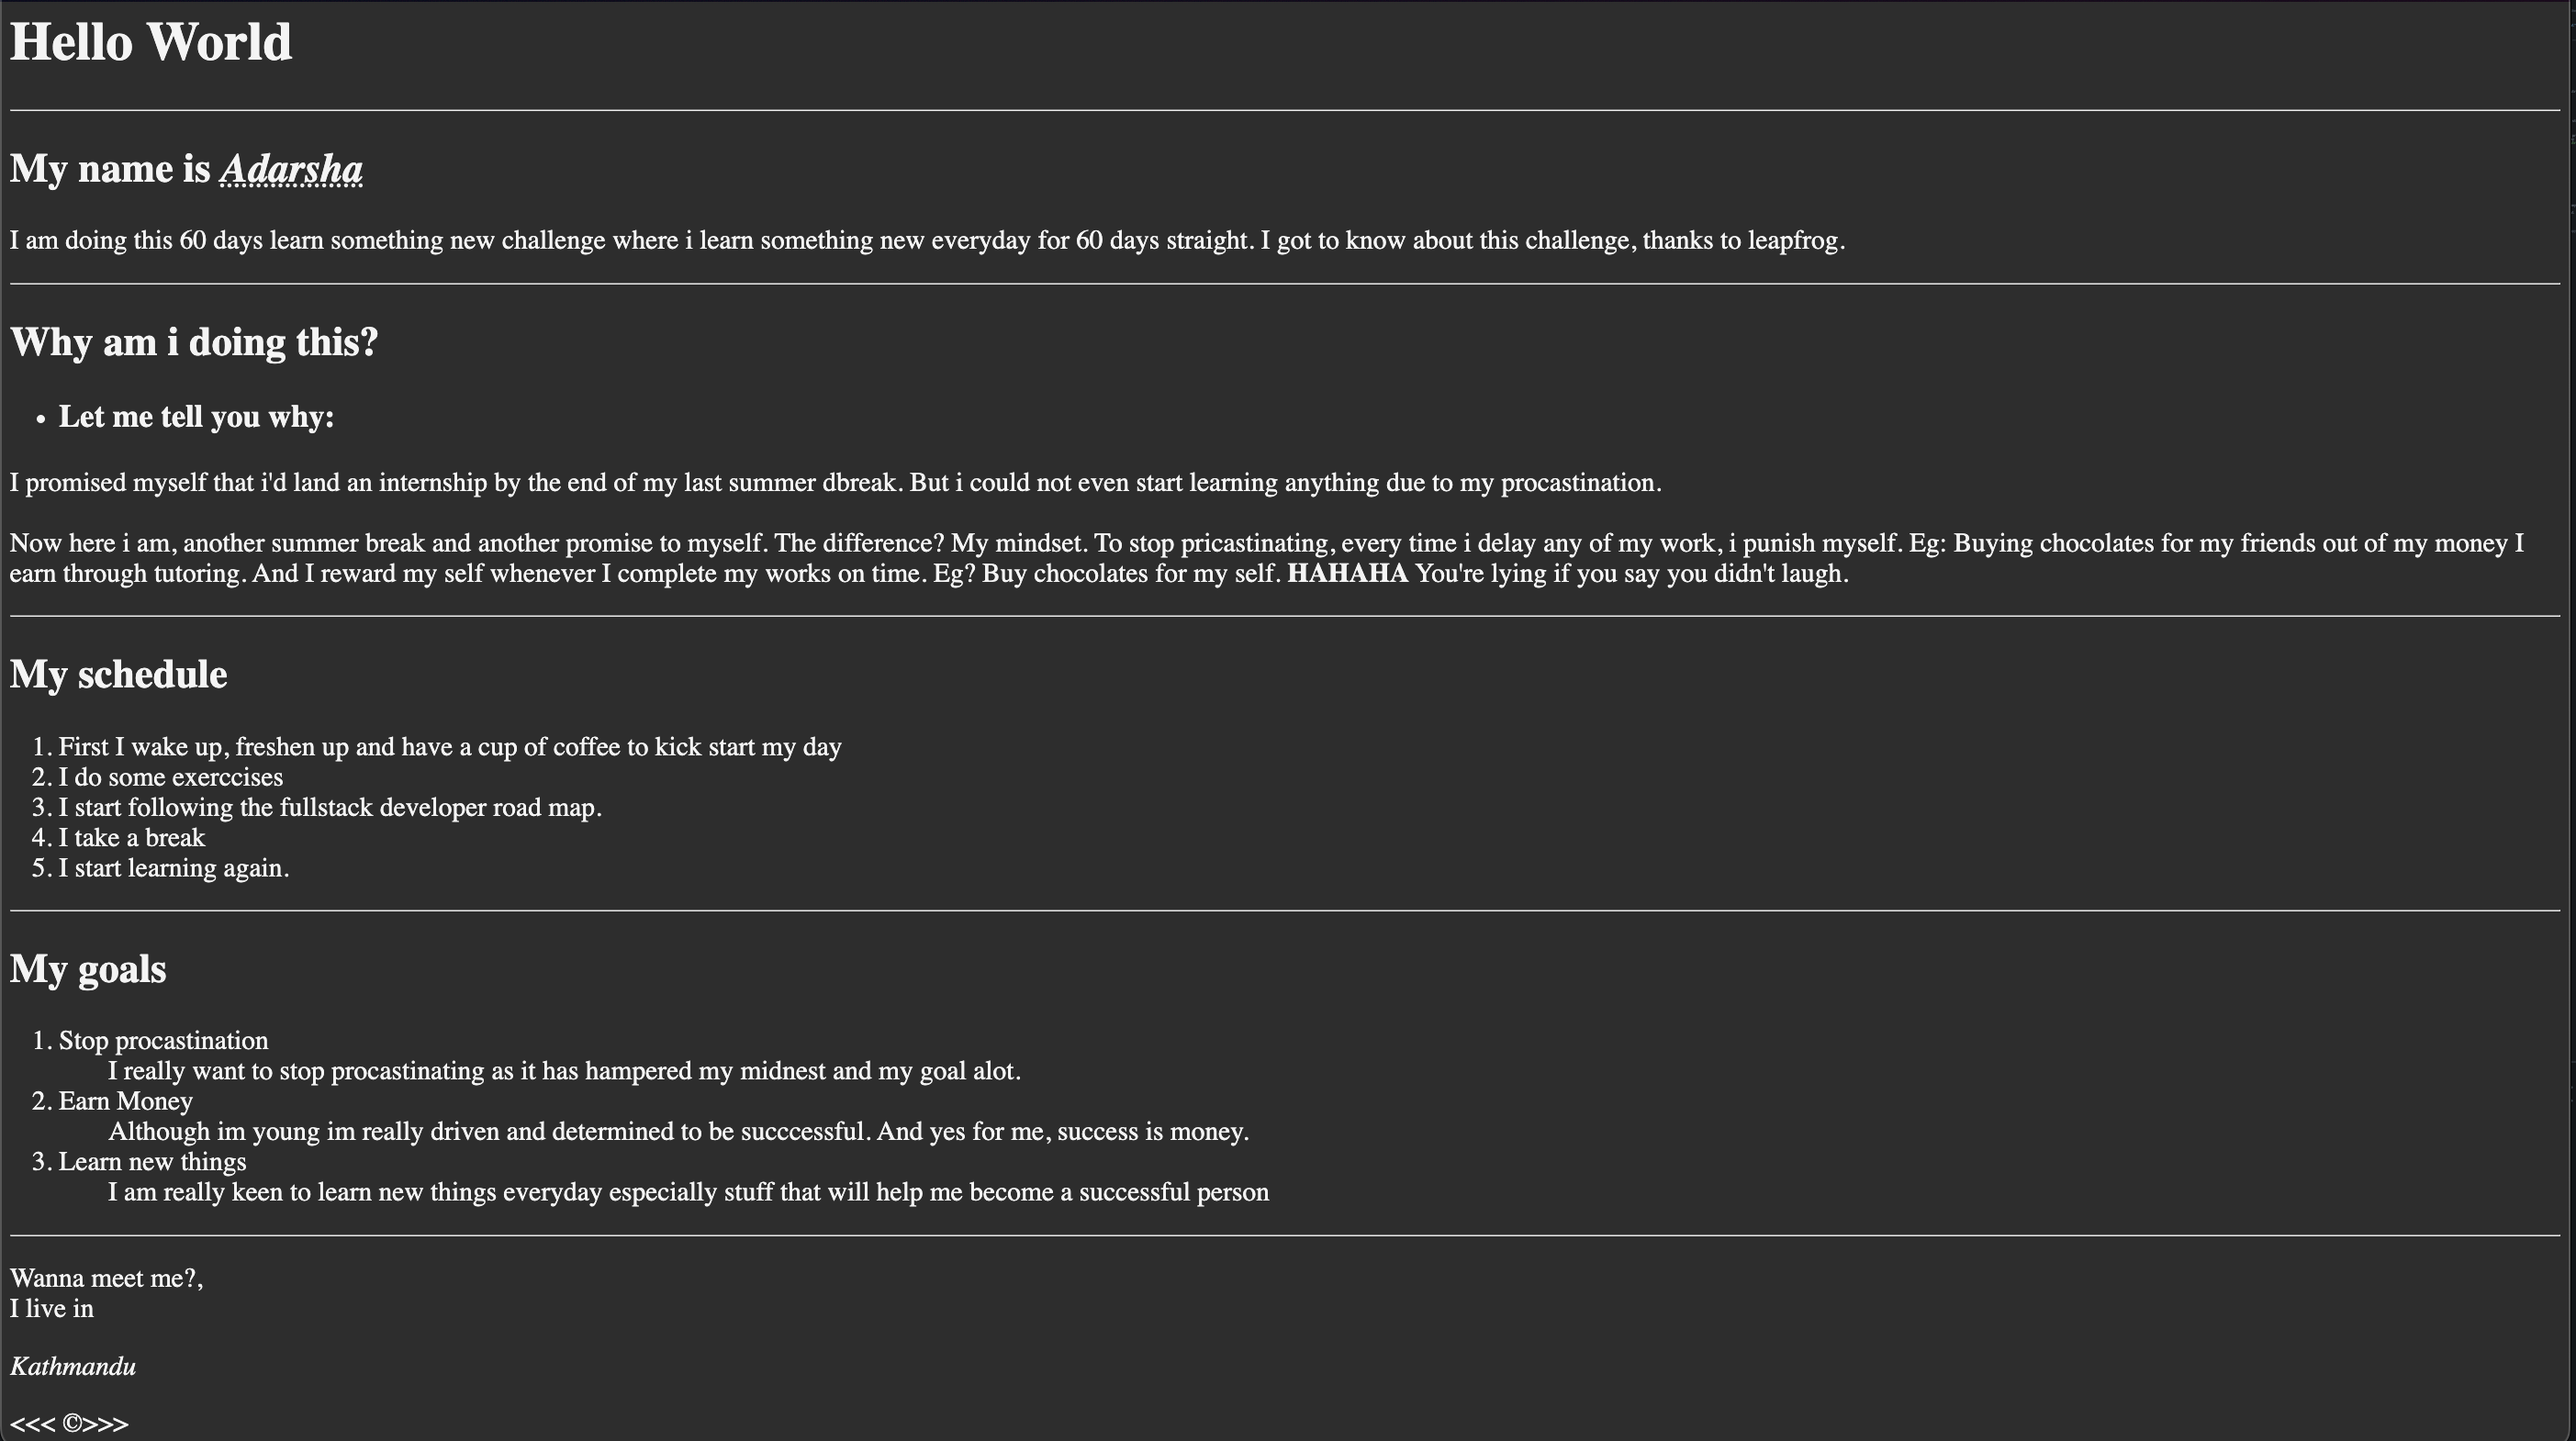 Hello World
My name is Adarsha
I am doing this 60 days learn something new challenge where i learn something new everyday for 60 days straight. I got to know about this challenge, thanks to leapfrog.
Why am i doing this?
• Let me tell you why:
I promised myself that i'd land an internship by the end of my last summer dbreak. But i could not even start learning anything due to my procastination.
Now here i am, another summer break and another promise to myself. The difference? My mindset. To stop pricastinating, every time i delay any of my work, i punish myself. Eg: Buying chocolates for my friends out of my money I
earn through tutoring. And I reward my self whenever I complete my works on time. Eg? Buy chocolates for my self. HAHAHA You're lying if you say you didn't laugh.
My schedule
1. First I wake up, freshen up and have a cup of coffee to kick start my day
2. I do some exerccises
3. I start following the fullstack developer road map.
4. I take a break
5. I start learning again.
My goals
1. Stop procastination
I really want to stop procastinating as it has hampered my midnest and my goal alot.
2. Earn Money
Although im young im really driven and determined to be succcessful. And yes for me, success is money.
3. Learn new things
I am really keen to learn new things everyday especially stuff that will help me become a successful person
Wanna meet me?,
I live in
Kathmandu
<<< ©>>>